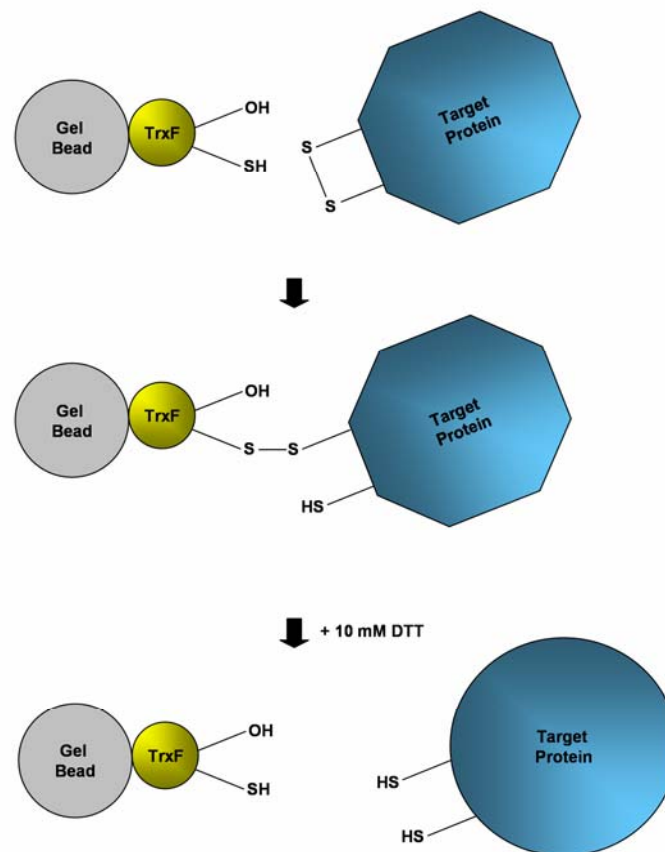 Gel
Bead
TrxF
OH
SH
S
S
Target
Protein
Gel
Bead
TrxF
OH
S
S
HS
Target
Protein
+ 10 mM DTT
Gel
Bead
TrxF
OH
SH
HS
HS
Target
Protein